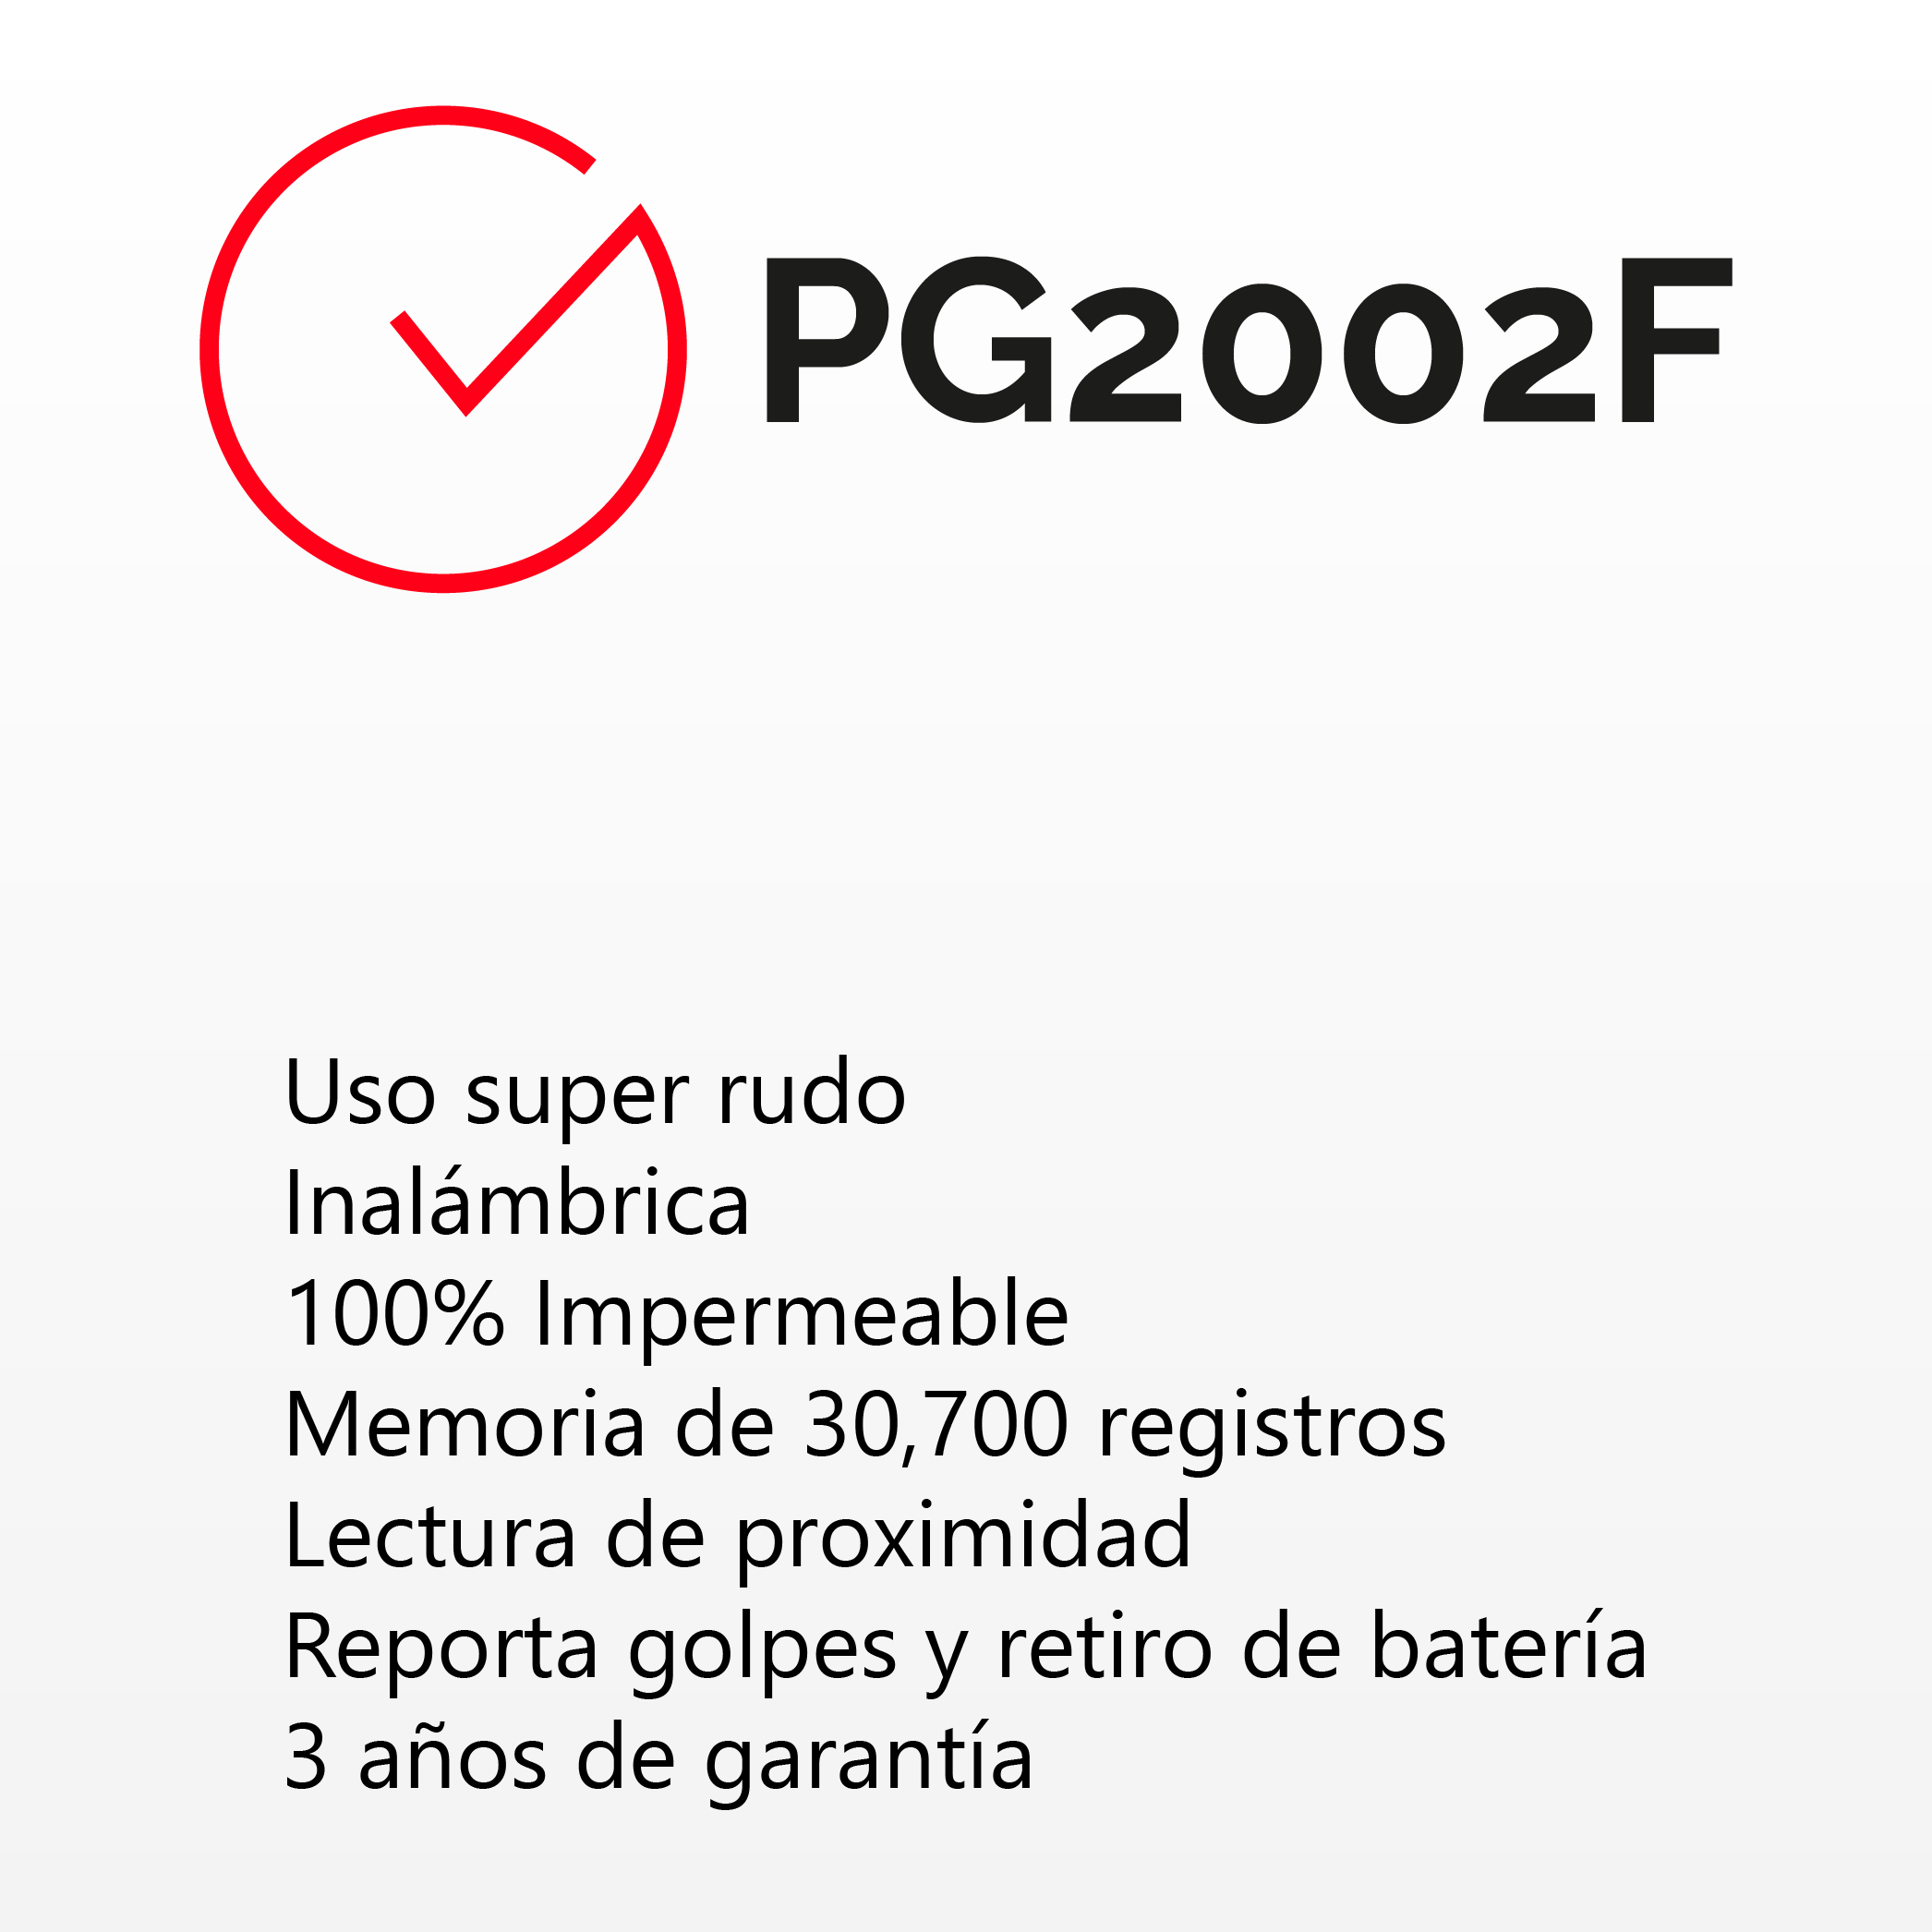 PG2002F
Uso super rudo
Inalámbrica
100% Impermeable
Memoria de 30,700 registros
Lectura de proximidad
Reporta golpes y retiro de batería
3 años de garantía